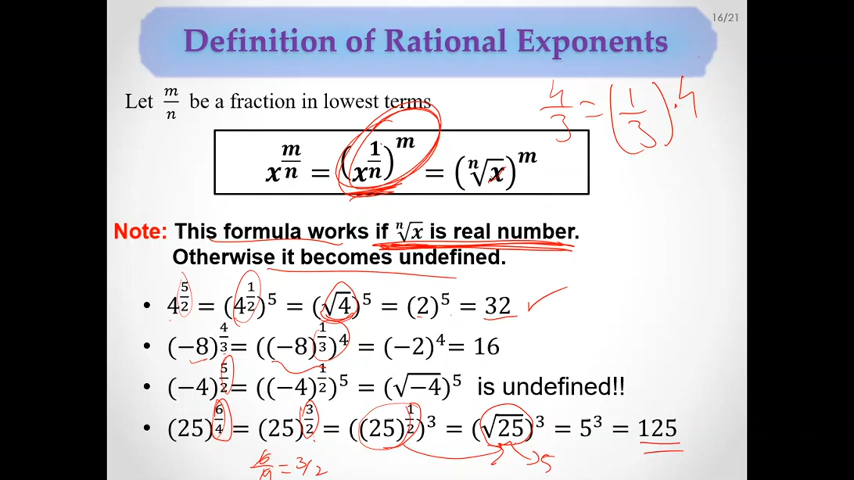 16/21
Definition of Rational Exponents
Let m/n be a fraction in lowest terms
4/3 = (1/3)·4
x^(m/n) = (x^(1/n))^m = (ⁿ√x)^m
Note: This formula works if ⁿ√x is real number.
Otherwise it becomes undefined.
• 4^(5/2) = (4^(1/2))^5 = (√4)^5 = (2)^5 = 32 ✓
• (−8)^(4/3) = ((−8)^(1/3))^4 = (−2)^4 = 16
• (−4)^(5/2) = ((−4)^(1/2))^5 = (√−4)^5 is undefined!!
• (25)^(6/4) = (25)^(3/2) = ((25)^(1/2))^3 = (√25)^3 = 5^3 = 125
6/4 = 3/2 5